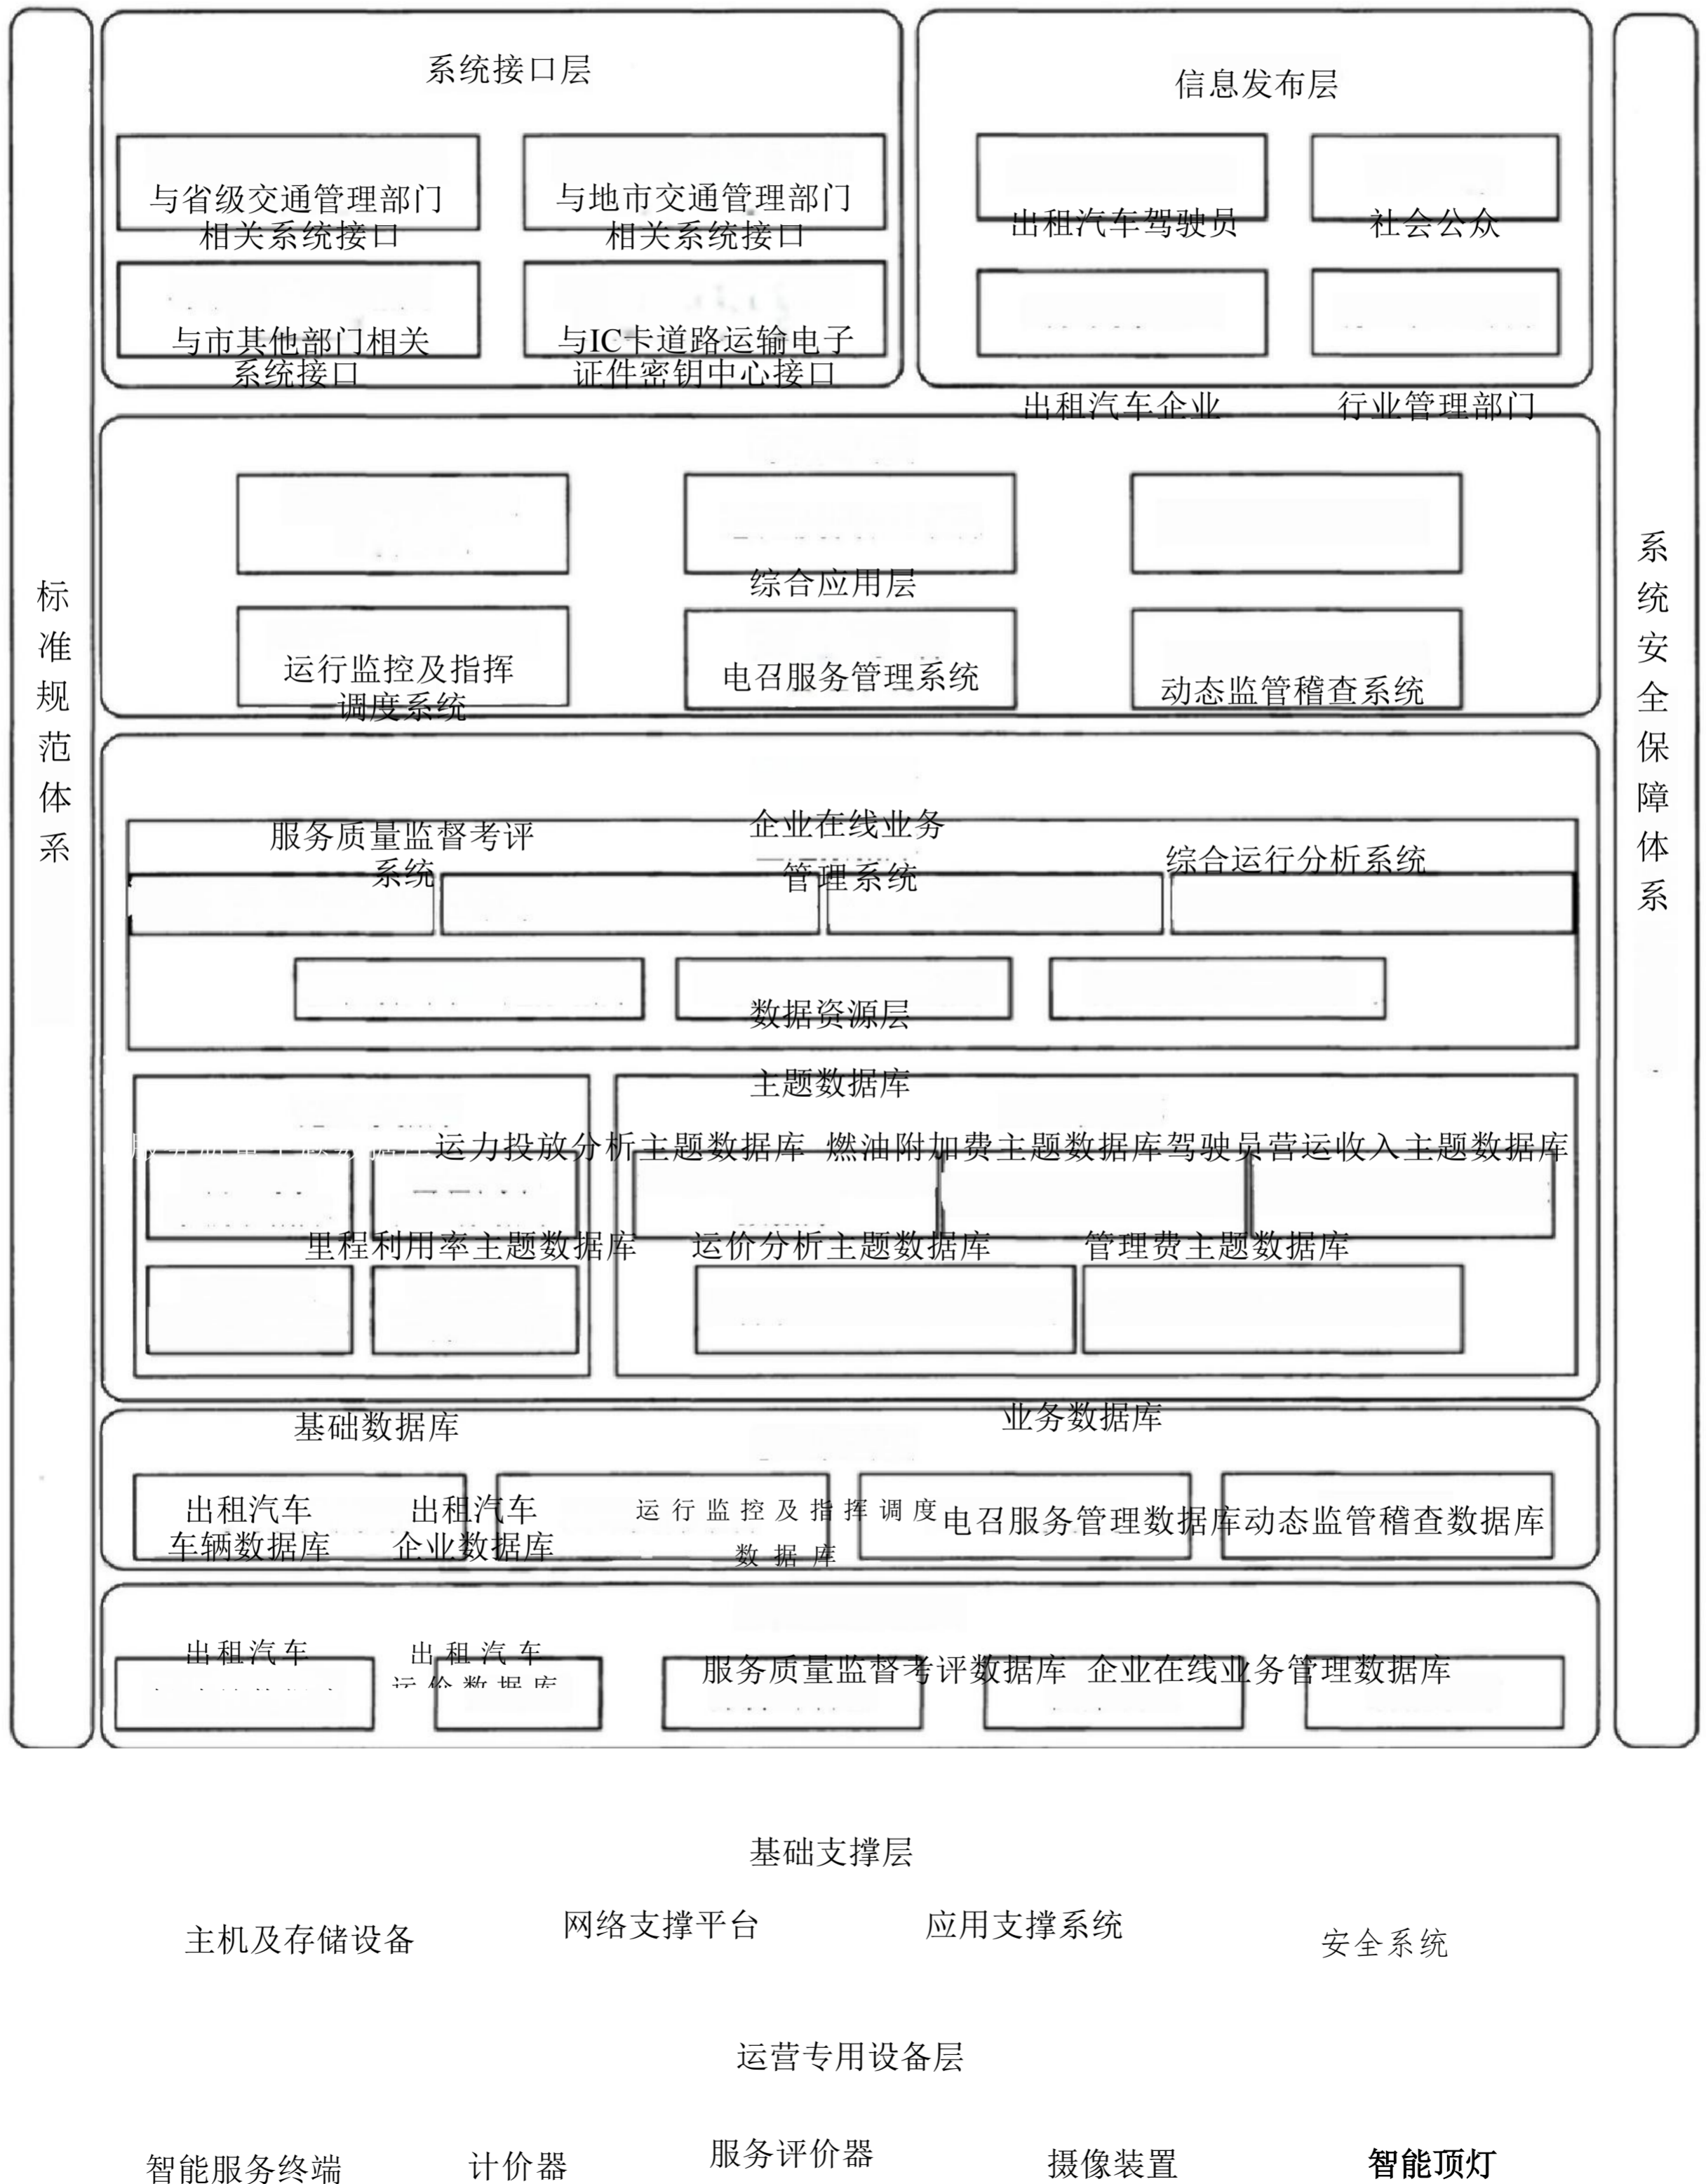 系统接口层
信息发布层
与省级交通管理部门
相关系统接口
与地市交通管理部门
相关系统接口
出租汽车驾驶员
社会公众
与市其他部门相关
系统接口
与IC卡道路运输电子
证件密钥中心接口
出租汽车企业
行业管理部门
标准规范体系
系统安全保障体系
综合应用层
运行监控及指挥
调度系统
电召服务管理系统
动态监管稽查系统
服务质量监督考评
系统
企业在线业务
管理系统
综合运行分析系统
数据资源层
主题数据库
运力投放分析主题数据库
燃油附加费主题数据库
驾驶员营运收入主题数据库
里程利用率主题数据库
运价分析主题数据库
管理费主题数据库
基础数据库
业务数据库
出租汽车
车辆数据库
出租汽车
企业数据库
运行监控及指挥调度
数据库
电召服务管理数据库
动态监管稽查数据库
出租汽车
出租汽车
运价数据库
服务质量监督考评数据库
企业在线业务管理数据库
基础支撑层
主机及存储设备
网络支撑平台
应用支撑系统
安全系统
运营专用设备层
智能服务终端
计价器
服务评价器
摄像装置
智能顶灯